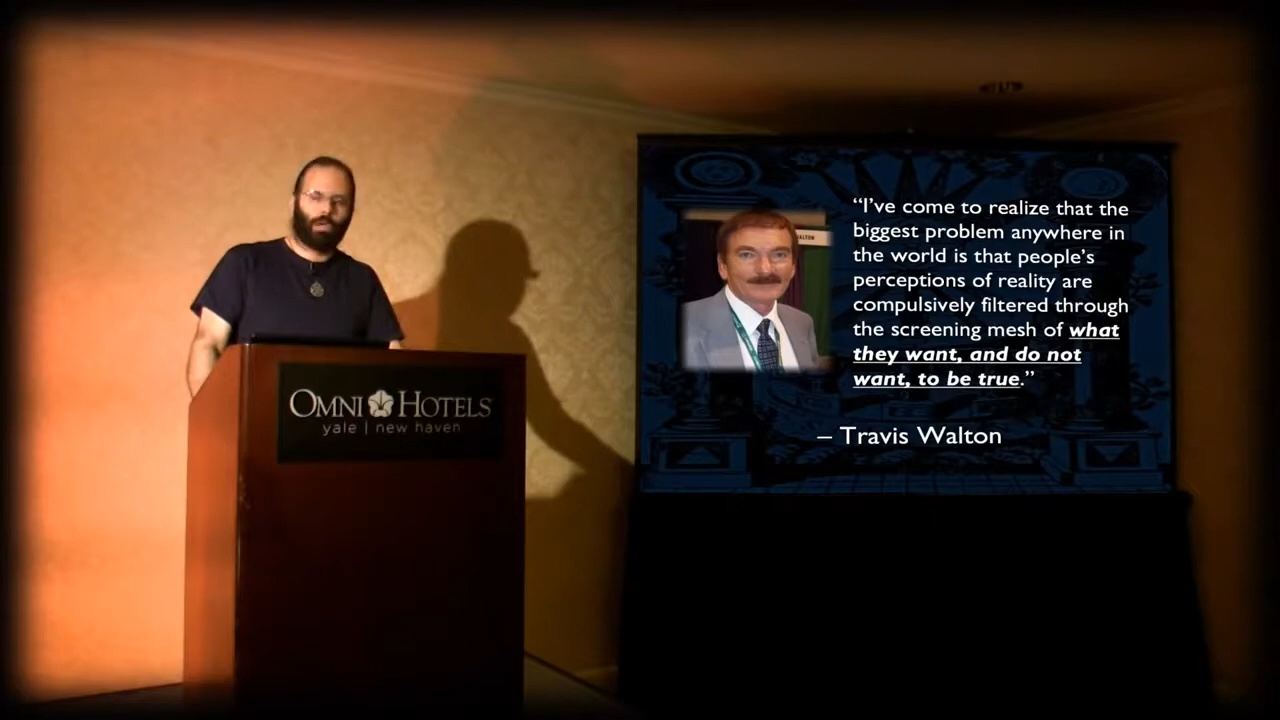 OMNI HOTELS
yale | new haven
WALTON
“I’ve come to realize that the
biggest problem anywhere in
the world is that people’s
perceptions of reality are
compulsively filtered through
the screening mesh of what
they want, and do not
want, to be true.”
– Travis Walton